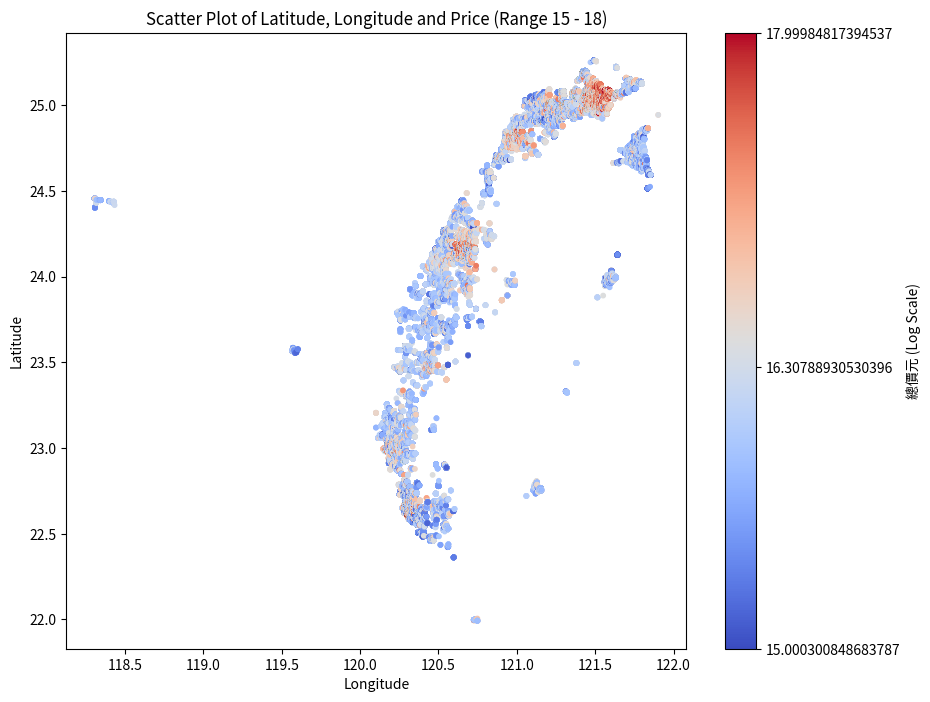 Scatter Plot of Latitude, Longitude and Price (Range 15 - 18)
17.99984817394537
25.0
24.5
24.0
Latitude
16.30788930530396
總價元 (Log Scale)
23.5
23.0
22.5
22.0
15.000300848683787
118.5 119.0 119.5 120.0 120.5 121.0 121.5 122.0
Longitude